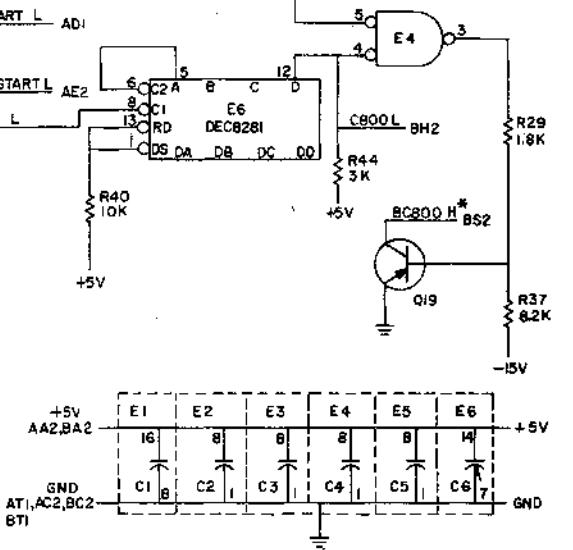 ART L AD1
5
E4
3
4
START L AE2
5 12
6 C2 A B C D
8 C1 E6
L
13 RD DEC8281
1 DS DA DB DC DD
C800L BH2
R29
1.8K
R44
3K
R40
10K
+5V
BC800 H* BS2
+5V
Q19
R37
8.2K
-15V
+5V E1 E2 E3 E4 E5 E6
AA2,BA2 +5V
16 8 8 8 8 14
GND C1 C2 C3 C4 C5 C6
8 1 1 1 1 7
AT1,AC2,BC2 GND
BT1